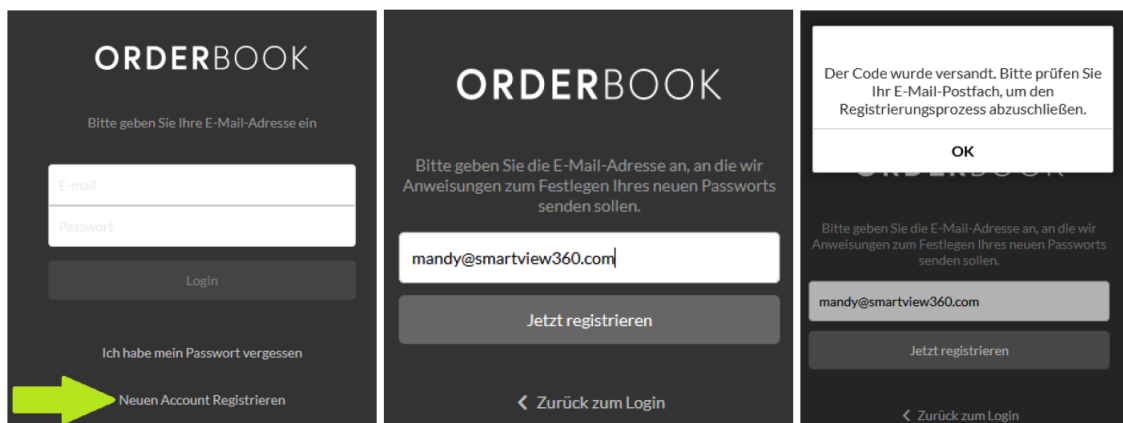 ORDERBOOK
Bitte geben Sie Ihre E-Mail-Adresse ein
E-mail
Passwort
Login
Ich habe mein Passwort vergessen
Neuen Account Registrieren
ORDERBOOK
Bitte geben Sie die E-Mail-Adresse an, an die wir
Anweisungen zum Festlegen Ihres neuen Passworts
senden sollen.
mandy@smartview360.com
Jetzt registrieren
Zurück zum Login
Der Code wurde versandt. Bitte prüfen Sie
Ihr E-Mail-Postfach, um den
Registrierungsprozess abzuschließen.
OK
ORDERBOOK
Bitte geben Sie die E-Mail-Adresse an, an die wir
Anweisungen zum Festlegen Ihres neuen Passworts
senden sollen.
mandy@smartview360.com
Jetzt registrieren
Zurück zum Login